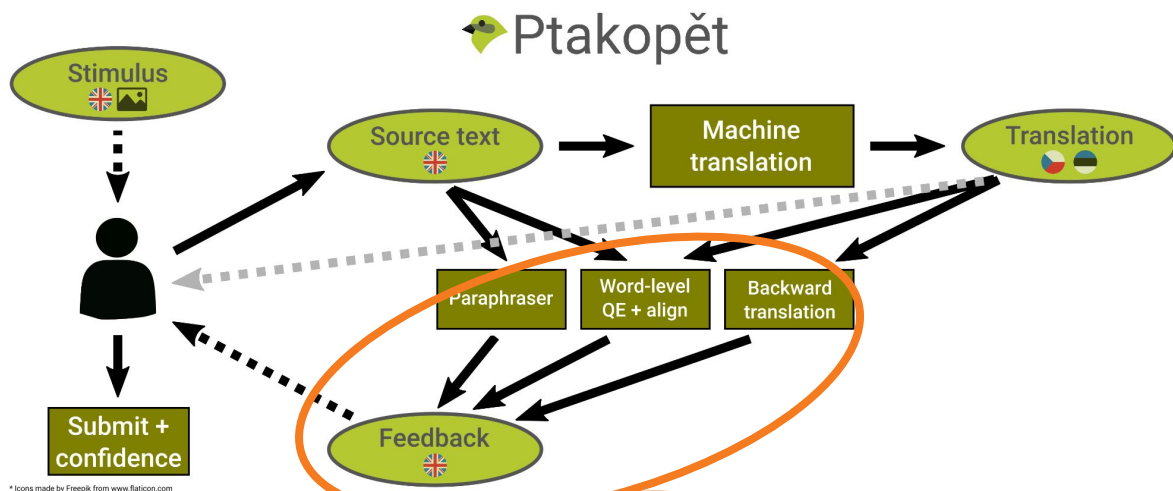 Ptakopět
Stimulus
Source text
Machine
translation
Translation
Paraphraser
Word-level
QE + align
Backward
translation
Submit +
confidence
Feedback
* Icons made by Freepik from www.flaticon.com